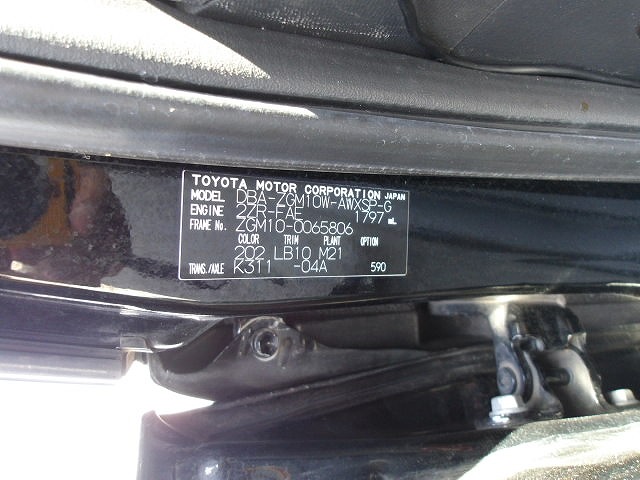 TOYOTA MOTOR CORPORATION JAPAN
MODEL DBA-ZGM10W-AWXSP-G
ENGINE 2ZR-FAE 1797 mL
FRAME No. ZGM10-0065806
COLOR TRIM PLANT OPTION
202 LB10 M21
TRANS./AXLE K311 -04A 590